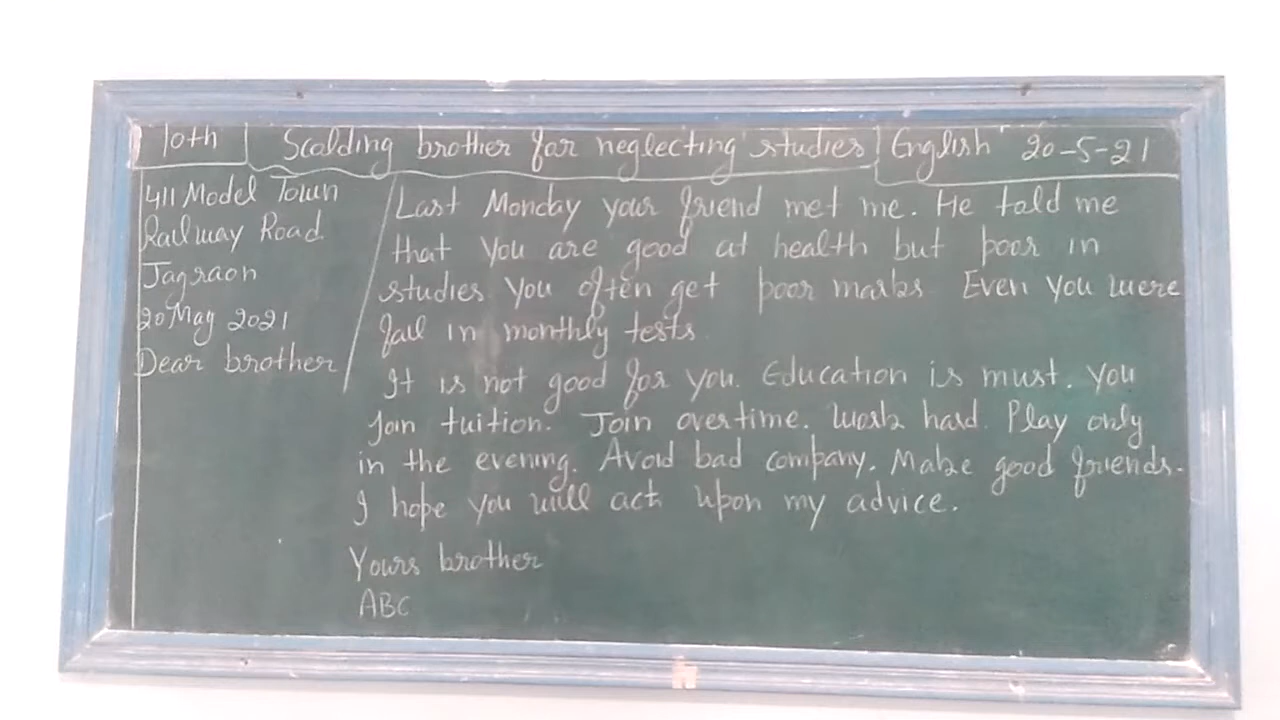 10th Scolding brother for neglecting studies English 20-5-21
411 Model Town
Railway Road
Jagraon
20 May 2021
Dear brother
Last Monday your friend met me. He told me
that you are good at health but poor in
studies you often get poor marks Even you were
fail in monthly tests
It is not good for you. Education is must. you
join tuition. Join overtime. Work hard. Play only
in the evening. Avoid bad company. Make good friends.
I hope you will act upon my advice.
Yours brother
ABC